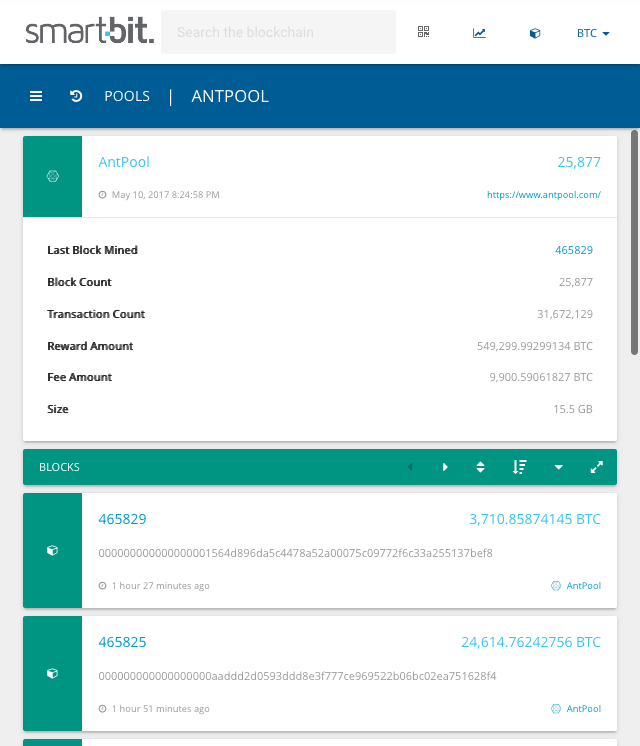 smartbit.
Search the blockchain
BTC
POOLS | ANTPOOL
AntPool 25,877
May 10, 2017 8:24:58 PM https://www.antpool.com/
Last Block Mined 465829
Block Count 25,877
Transaction Count 31,672,129
Reward Amount 549,299.99299134 BTC
Fee Amount 9,900.59061827 BTC
Size 15.5 GB
BLOCKS
465829 3,710.85874145 BTC
000000000000000001564d896da5c4478a52a00075c09772f6c33a255137bef8
1 hour 27 minutes ago AntPool
465825 24,614.76242756 BTC
000000000000000000aaddd2d0593ddd8e3f777ce969522b06bc02ea751628f4
1 hour 51 minutes ago AntPool